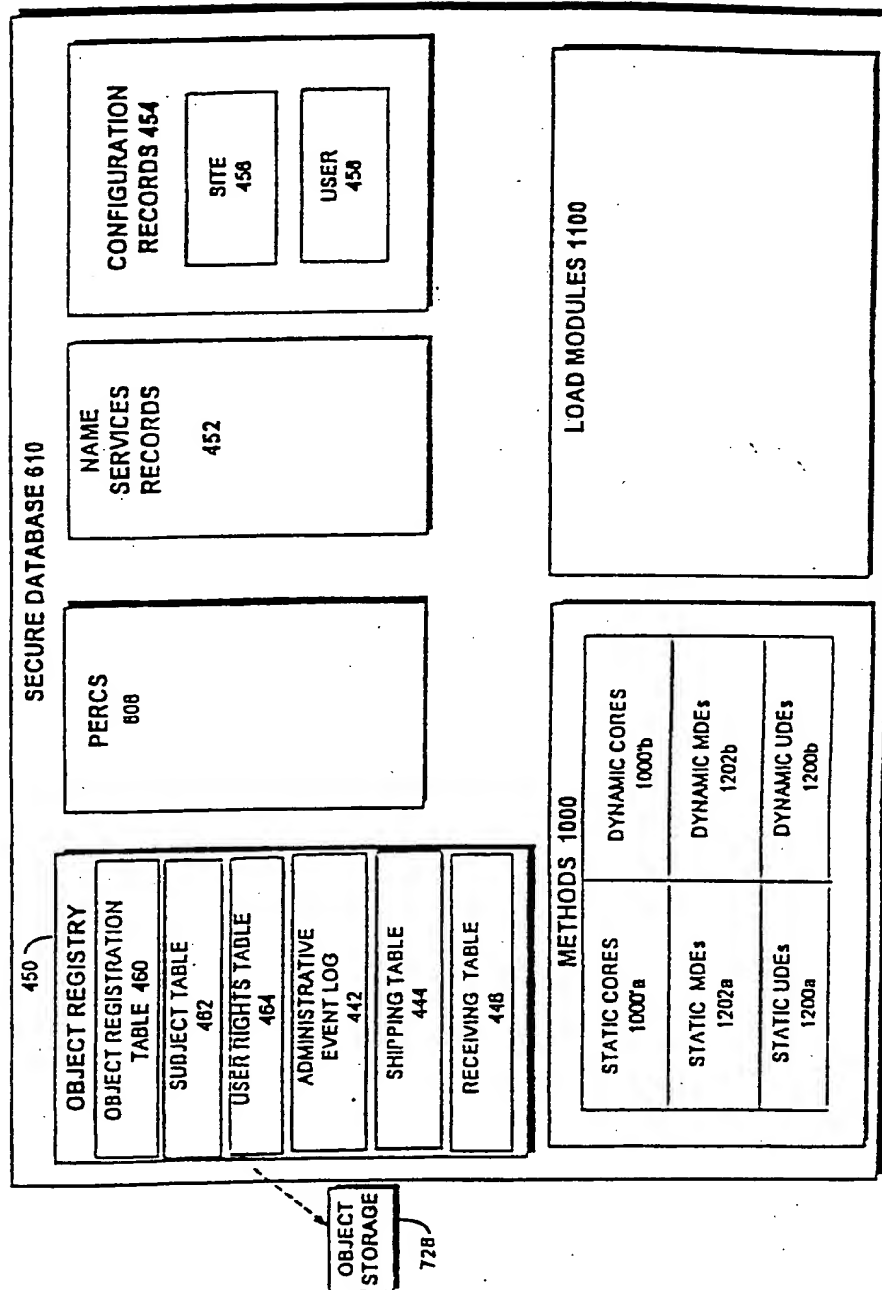 SECURE DATABASE 610
450
OBJECT REGISTRY
OBJECT REGISTRATION
TABLE 460
SUBJECT TABLE
462
USER RIGHTS TABLE
464
ADMINISTRATIVE
EVENT LOG
442
SHIPPING TABLE
444
RECEIVING TABLE
446
PERCS
808
NAME
SERVICES
RECORDS
452
CONFIGURATION
RECORDS 454
SITE
456
USER
458
OBJECT
STORAGE
728
METHODS 1000
STATIC CORES
1000'a
DYNAMIC CORES
1000'b
STATIC MDEs
1202a
DYNAMIC MDEs
1202b
STATIC UDEs
1200a
DYNAMIC UDEs
1200b
LOAD MODULES 1100